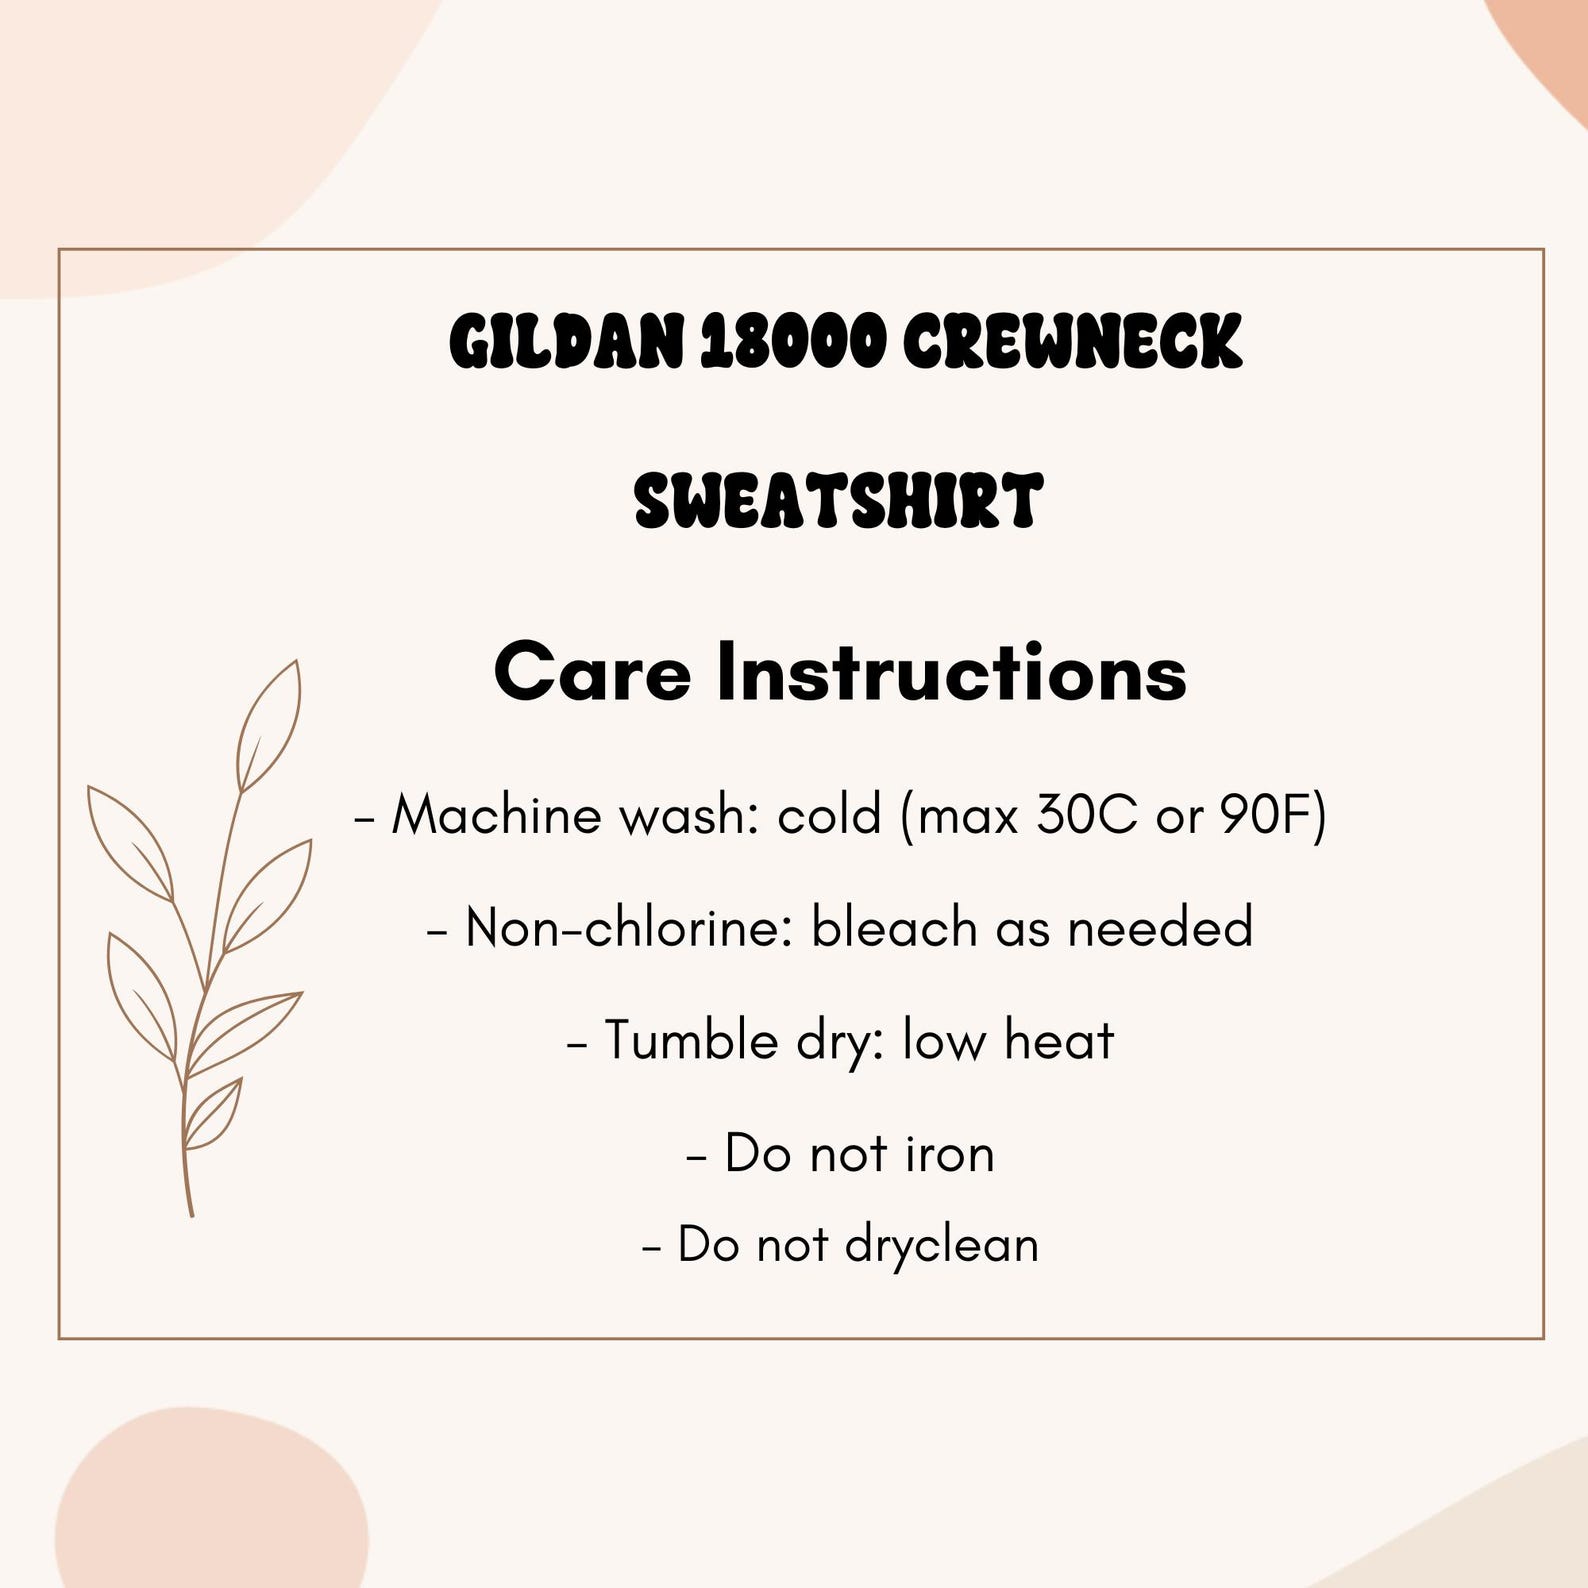 GILDAN 18000 CREWNECK
SWEATSHIRT
Care Instructions
- Machine wash: cold (max 30C or 90F)
- Non-chlorine: bleach as needed
- Tumble dry: low heat
- Do not iron
- Do not dryclean